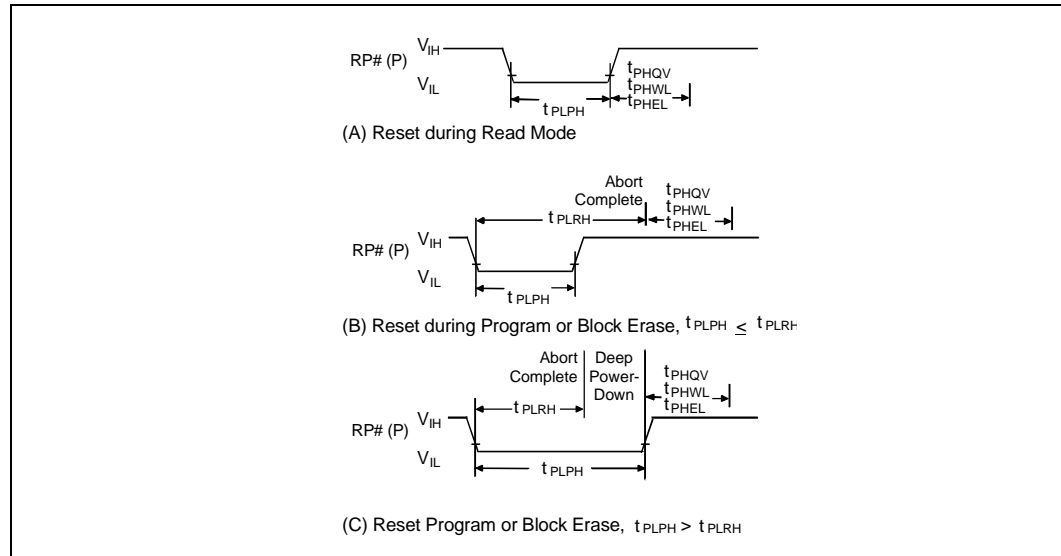 RP# (P)
VIH
VIL
tPLPH
tPHQV
tPHWL
tPHEL
(A) Reset during Read Mode
Abort
Complete
tPLRH
tPHQV
tPHWL
tPHEL
RP# (P)
VIH
VIL
tPLPH
(B) Reset during Program or Block Erase, tPLPH ≤ tPLRH
Abort
Complete
Deep
Power-
Down
tPLRH
tPHQV
tPHWL
tPHEL
RP# (P)
VIH
VIL
tPLPH
(C) Reset Program or Block Erase, tPLPH > tPLRH